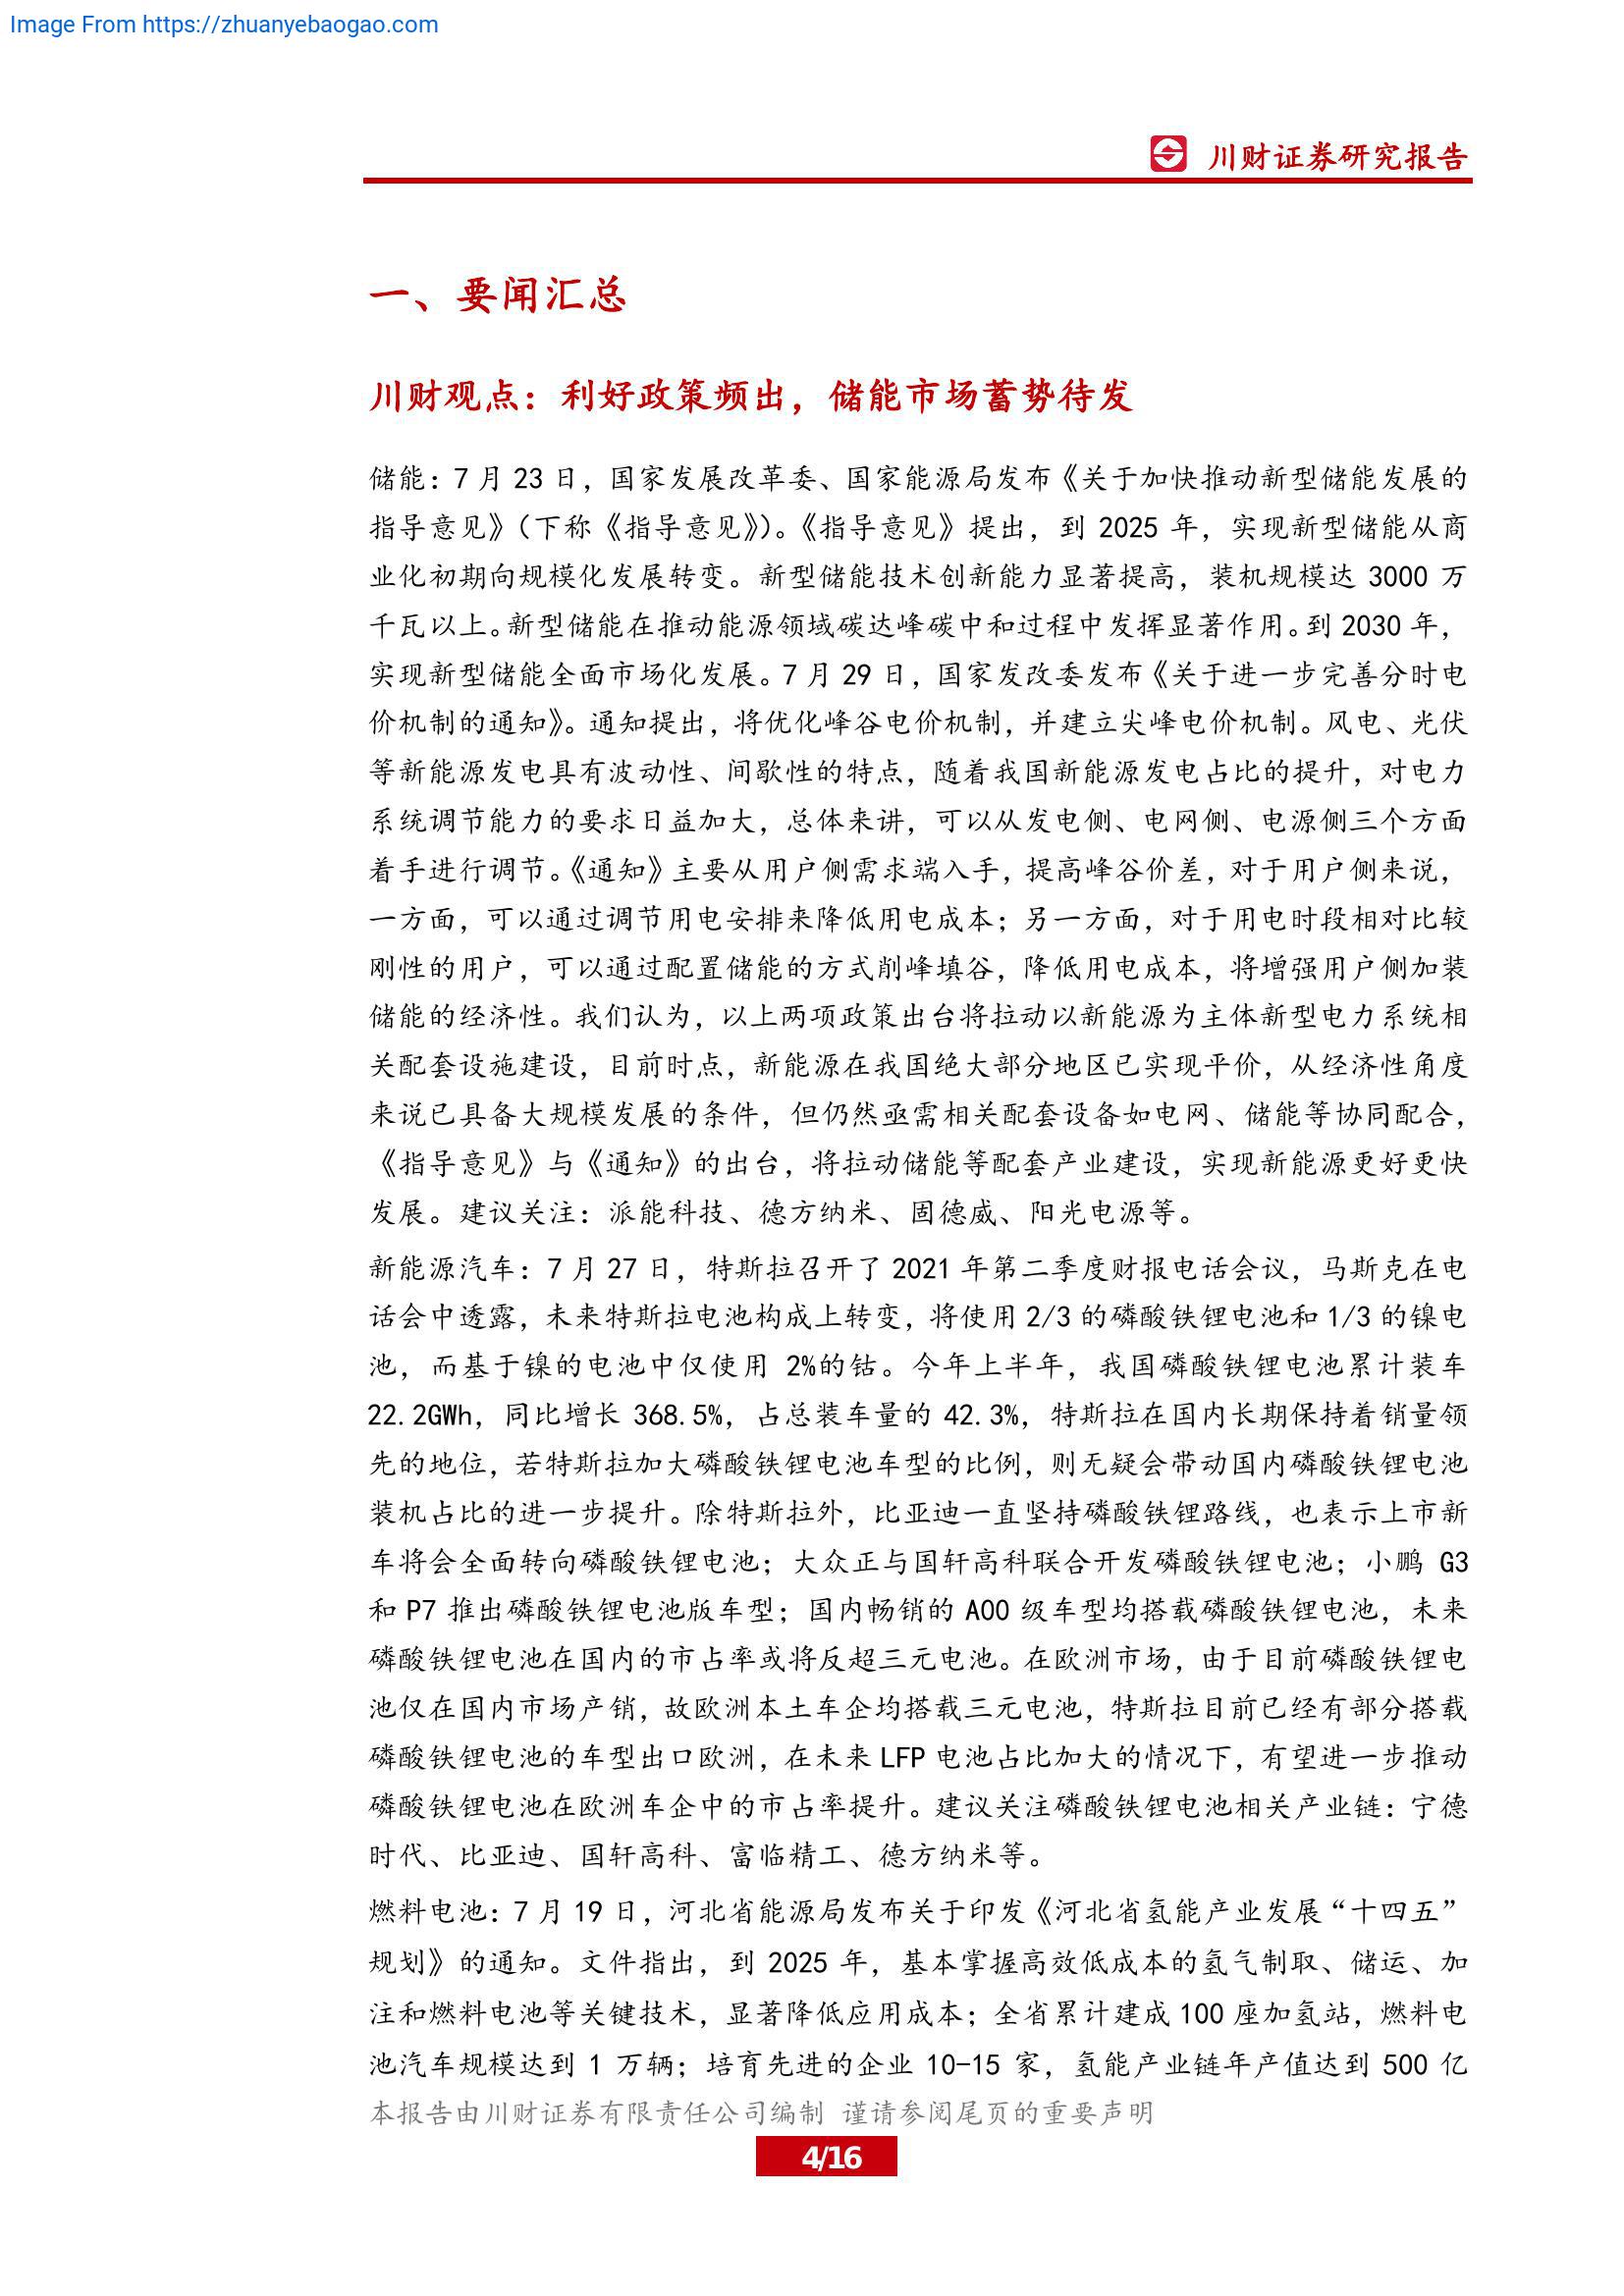 Image From https://zhuanyebaogao.com
川财证券研究报告
一、要闻汇总
川财观点：利好政策频出，储能市场蓄势待发
储能：7 月 23 日，国家发展改革委、国家能源局发布《关于加快推动新型储能发展的
指导意见》（下称《指导意见》）。《指导意见》提出，到 2025 年，实现新型储能从商
业化初期向规模化发展转变。新型储能技术创新能力显著提高，装机规模达 3000 万
千瓦以上。新型储能在推动能源领域碳达峰碳中和过程中发挥显著作用。到 2030 年，
实现新型储能全面市场化发展。7 月 29 日，国家发改委发布《关于进一步完善分时电
价机制的通知》。通知提出，将优化峰谷电价机制，并建立尖峰电价机制。风电、光伏
等新能源发电具有波动性、间歇性的特点，随着我国新能源发电占比的提升，对电力
系统调节能力的要求日益加大，总体来讲，可以从发电侧、电网侧、电源侧三个方面
着手进行调节。《通知》主要从用户侧需求端入手，提高峰谷价差，对于用户侧来说，
一方面，可以通过调节用电安排来降低用电成本；另一方面，对于用电时段相对比较
刚性的用户，可以通过配置储能的方式削峰填谷，降低用电成本，将增强用户侧加装
储能的经济性。我们认为，以上两项政策出台将拉动以新能源为主体新型电力系统相
关配套设施建设，目前时点，新能源在我国绝大部分地区已实现平价，从经济性角度
来说已具备大规模发展的条件，但仍然亟需相关配套设备如电网、储能等协同配合，
《指导意见》与《通知》的出台，将拉动储能等配套产业建设，实现新能源更好更快
发展。建议关注：派能科技、德方纳米、固德威、阳光电源等。
新能源汽车：7 月 27 日，特斯拉召开了 2021 年第二季度财报电话会议，马斯克在电
话会中透露，未来特斯拉电池构成上转变，将使用 2/3 的磷酸铁锂电池和 1/3 的镍电
池，而基于镍的电池中仅使用 2%的钴。今年上半年，我国磷酸铁锂电池累计装车
22.2GWh，同比增长 368.5%，占总装车量的 42.3%，特斯拉在国内长期保持着销量领
先的地位，若特斯拉加大磷酸铁锂电池车型的比例，则无疑会带动国内磷酸铁锂电池
装机占比的进一步提升。除特斯拉外，比亚迪一直坚持磷酸铁锂路线，也表示上市新
车将会全面转向磷酸铁锂电池；大众正与国轩高科联合开发磷酸铁锂电池；小鹏 G3
和 P7 推出磷酸铁锂电池版车型；国内畅销的 A00 级车型均搭载磷酸铁锂电池，未来
磷酸铁锂电池在国内的市占率或将反超三元电池。在欧洲市场，由于目前磷酸铁锂电
池仅在国内市场产销，故欧洲本土车企均搭载三元电池，特斯拉目前已经有部分搭载
磷酸铁锂电池的车型出口欧洲，在未来 LFP 电池占比加大的情况下，有望进一步推动
磷酸铁锂电池在欧洲车企中的市占率提升。建议关注磷酸铁锂电池相关产业链：宁德
时代、比亚迪、国轩高科、富临精工、德方纳米等。
燃料电池：7 月 19 日，河北省能源局发布关于印发《河北省氢能产业发展“十四五”
规划》的通知。文件指出，到 2025 年，基本掌握高效低成本的氢气制取、储运、加
注和燃料电池等关键技术，显著降低应用成本；全省累计建成 100 座加氢站，燃料电
池汽车规模达到 1 万辆；培育先进的企业 10-15 家，氢能产业链年产值达到 500 亿
本报告由川财证券有限责任公司编制 谨请参阅尾页的重要声明
4/16